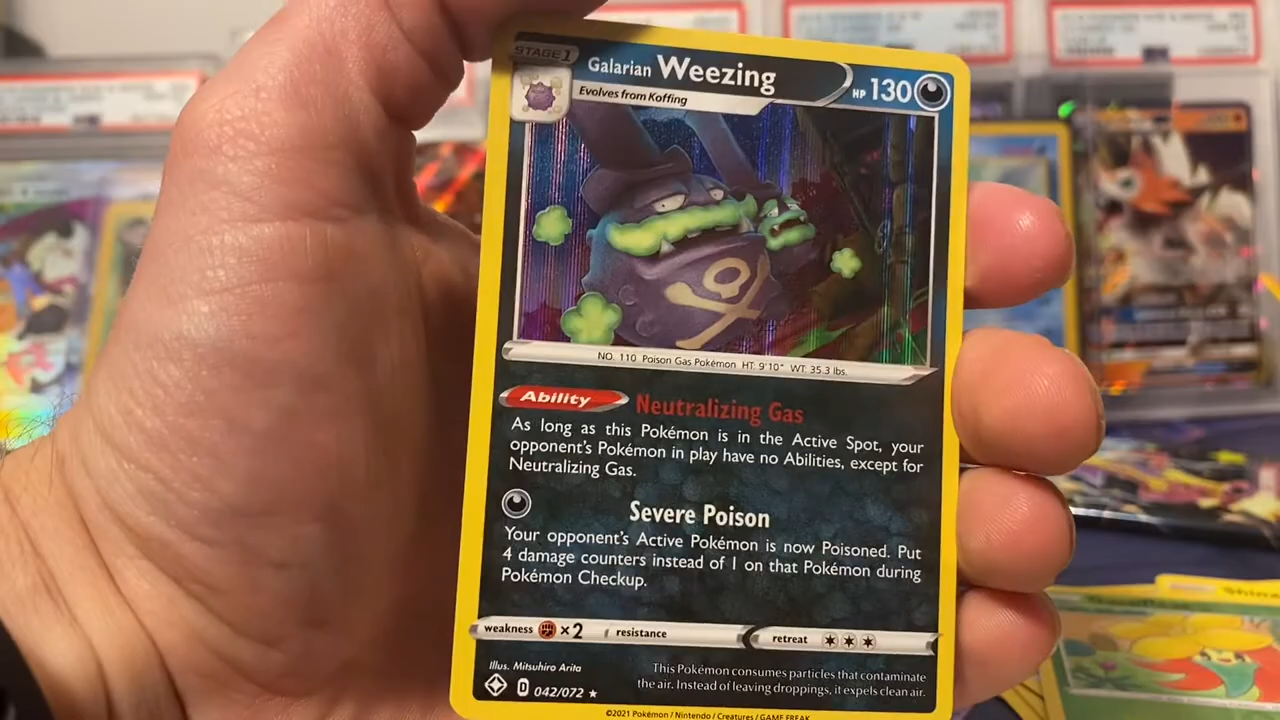 STAGE 1
Galarian Weezing
HP 130
Evolves from Koffing
NO. 110 Poison Gas Pokémon HT: 9'10" WT: 35.3 lbs.
Ability Neutralizing Gas
As long as this Pokémon is in the Active Spot, your
opponent's Pokémon in play have no Abilities, except for
Neutralizing Gas.
Severe Poison
Your opponent's Active Pokémon is now Poisoned. Put
4 damage counters instead of 1 on that Pokémon during
Pokémon Checkup.
weakness ×2 resistance retreat
Illus. Mitsuhiro Arita
D 042/072 ★
This Pokémon consumes particles that contaminate
the air. Instead of leaving droppings, it expels clean air.
©2021 Pokémon / Nintendo / Creatures / GAME FREAK